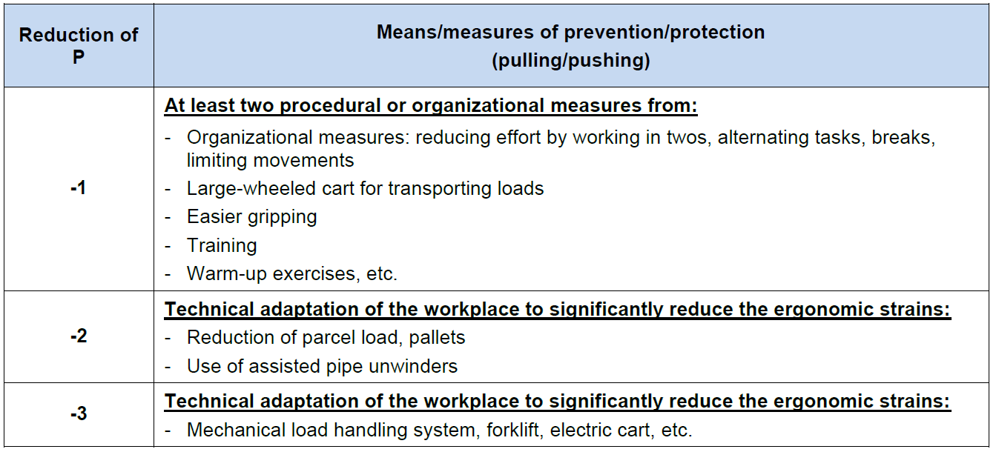 Reduction of
P
Means/measures of prevention/protection
(pulling/pushing)
-1
At least two procedural or organizational measures from:
- Organizational measures: reducing effort by working in twos, alternating tasks, breaks,
limiting movements
- Large-wheeled cart for transporting loads
- Easier gripping
- Training
- Warm-up exercises, etc.
-2
Technical adaptation of the workplace to significantly reduce the ergonomic strains:
- Reduction of parcel load, pallets
- Use of assisted pipe unwinders
-3
Technical adaptation of the workplace to significantly reduce the ergonomic strains:
- Mechanical load handling system, forklift, electric cart, etc.